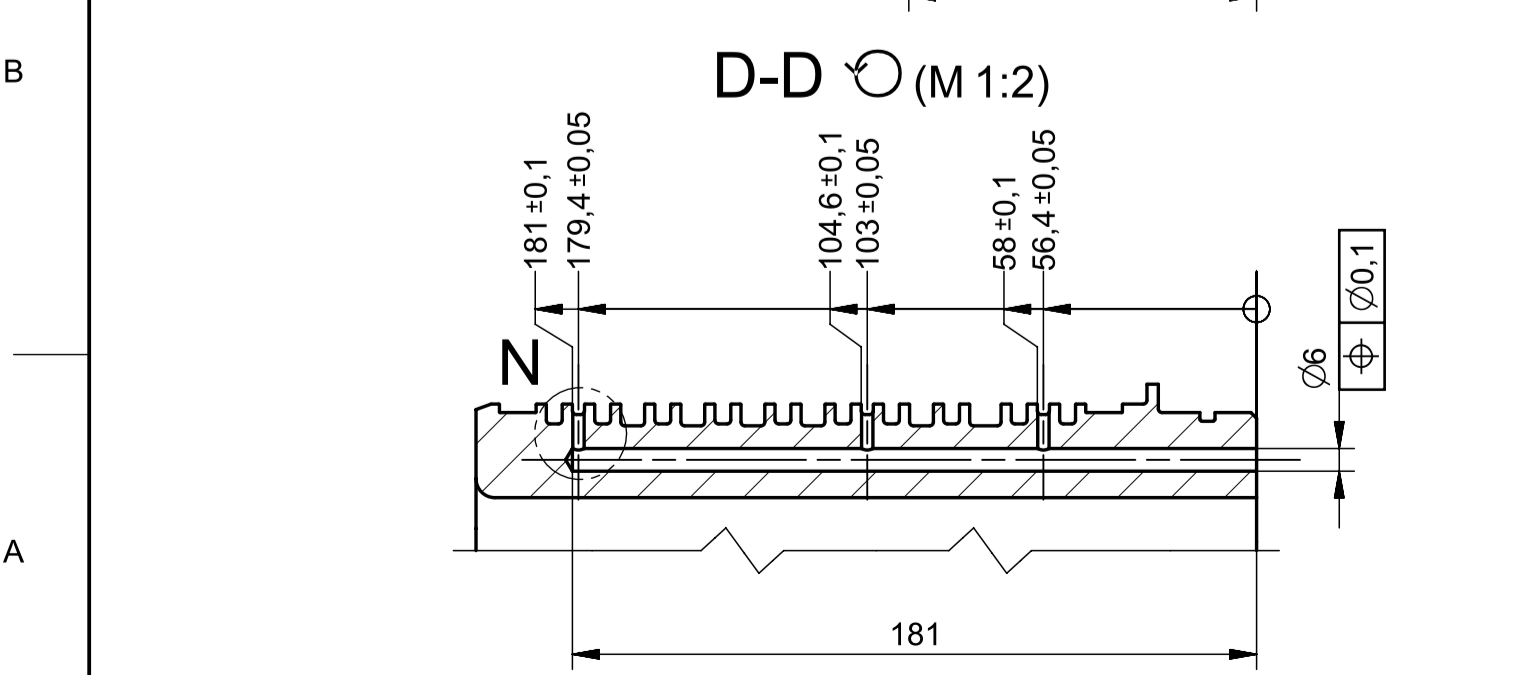 B
D-D (M 1:2)
181 ±0,1
179,4 ±0,05
104,6 ±0,1
103 ±0,05
58 ±0,1
56,4 ±0,05
N
Ø6
⌖ Ø0,1
A
181